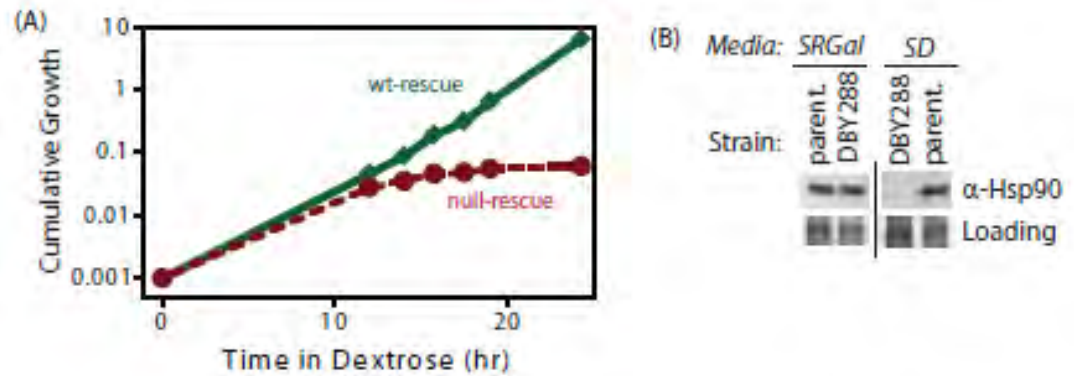 (A)
Cumulative Growth
10
1
0.1
0.01
0.001
wt-rescue
null-rescue
0
10
20
Time in Dextrose (hr)
(B)
Media: SRGal SD
Strain: parent. DBY288 DBY288 parent.
α-Hsp90
Loading